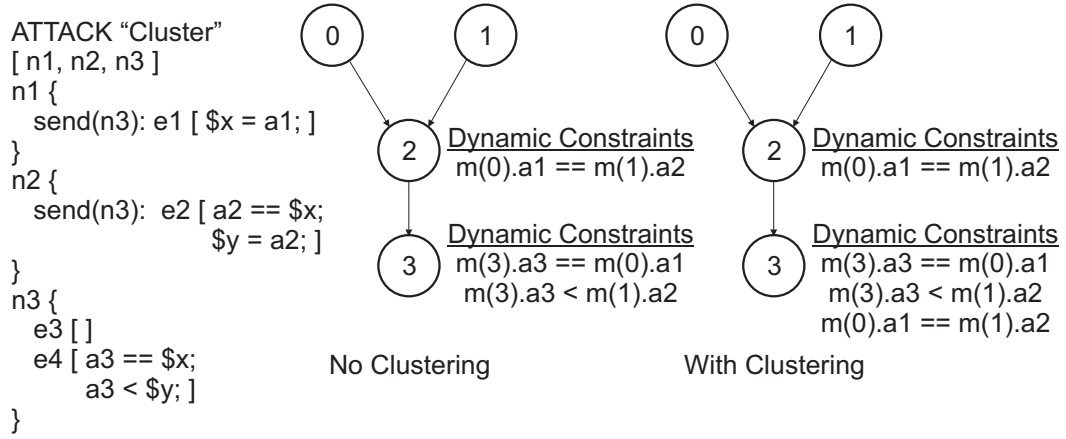 ATTACK “Cluster”
[ n1, n2, n3 ]
n1 {
send(n3): e1 [ $x = a1; ]
}
n2 {
send(n3): e2 [ a2 == $x;
$y = a2; ]
}
n3 {
e3 [ ]
e4 [ a3 == $x;
a3 < $y; ]
}
0
1
2
Dynamic Constraints
m(0).a1 == m(1).a2
3
Dynamic Constraints
m(3).a3 == m(0).a1
m(3).a3 < m(1).a2
No Clustering
0
1
2
Dynamic Constraints
m(0).a1 == m(1).a2
3
Dynamic Constraints
m(3).a3 == m(0).a1
m(3).a3 < m(1).a2
m(0).a1 == m(1).a2
With Clustering